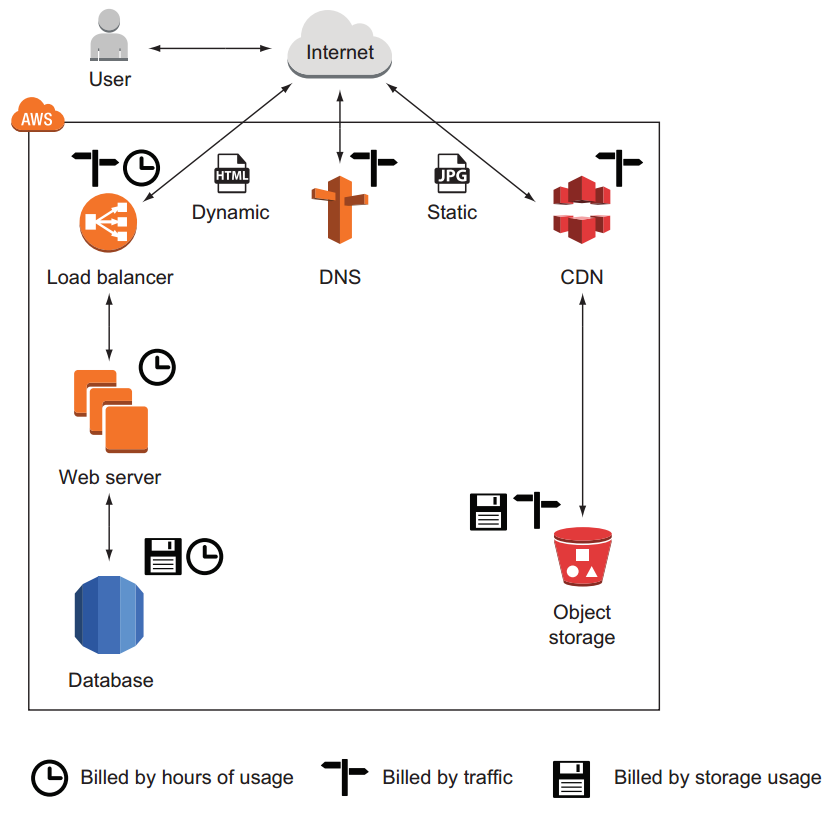 User
Internet
AWS
HTML
Dynamic
JPG
Static
Load balancer
DNS
CDN
Web server
Object
storage
Database
Billed by hours of usage
Billed by traffic
Billed by storage usage